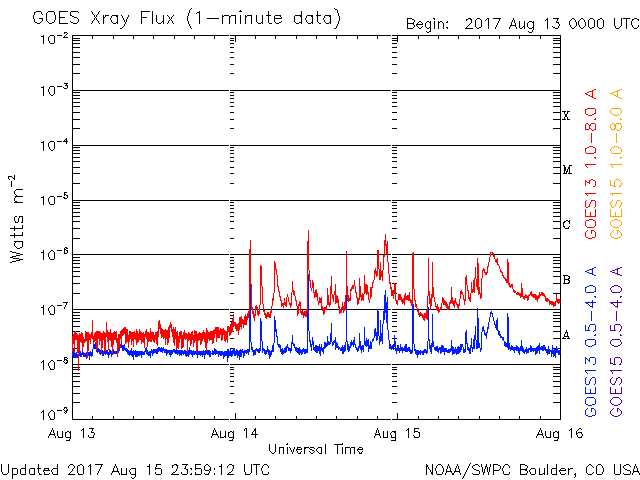 GOES Xray Flux (1-minute data)
Begin: 2017 Aug 13 0000 UTC
10⁻²
10⁻³
10⁻⁴
10⁻⁵
10⁻⁶
10⁻⁷
10⁻⁸
10⁻⁹
Watts m⁻²
X
M
C
B
A
GOES13 1.0-8.0 A
GOES15 1.0-8.0 A
GOES13 0.5-4.0 A
GOES15 0.5-4.0 A
Aug 13
Aug 14
Aug 15
Aug 16
Universal Time
Updated 2017 Aug 15 23:59:12 UTC
NOAA/SWPC Boulder, CO USA